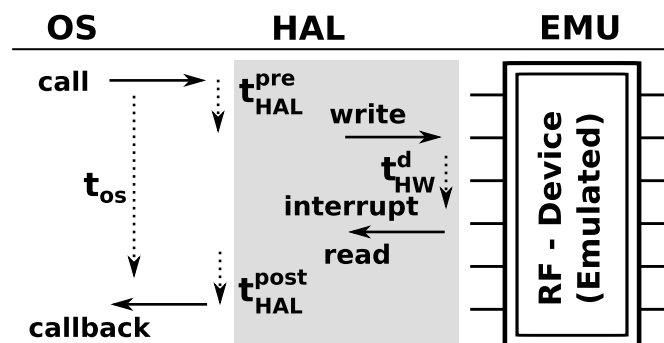 OS HAL EMU
call
t_HAL^pre
write
t_HW^d
t_os
interrupt
read
t_HAL^post
callback
RF - Device
(Emulated)